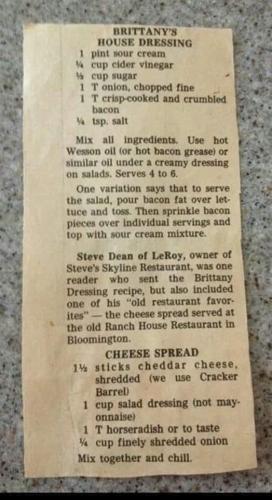 BRITTANY'S
HOUSE DRESSING
1 pint sour cream
¼ cup cider vinegar
½ cup sugar
1 T onion, chopped fine
1 T crisp-cooked and crumbled
bacon
¼ tsp. salt
Mix all ingredients. Use hot
Wesson oil (or hot bacon grease) or
similar oil under a creamy dressing
on salads. Serves 4 to 6.
One variation says that to serve
the salad, pour bacon fat over let-
tuce and toss. Then sprinkle bacon
pieces over individual servings and
top with sour cream mixture.
Steve Dean of LeRoy, owner of
Steve's Skyline Restaurant, was one
reader who sent the Brittany
Dressing recipe, but also included
one of his "old restaurant favor-
ites" — the cheese spread served at
the old Ranch House Restaurant in
Bloomington.
CHEESE SPREAD
1½ sticks cheddar cheese,
shredded (we use Cracker
Barrel)
1 cup salad dressing (not may-
onnaise)
1 T horseradish or to taste
¼ cup finely shredded onion
Mix together and chill.